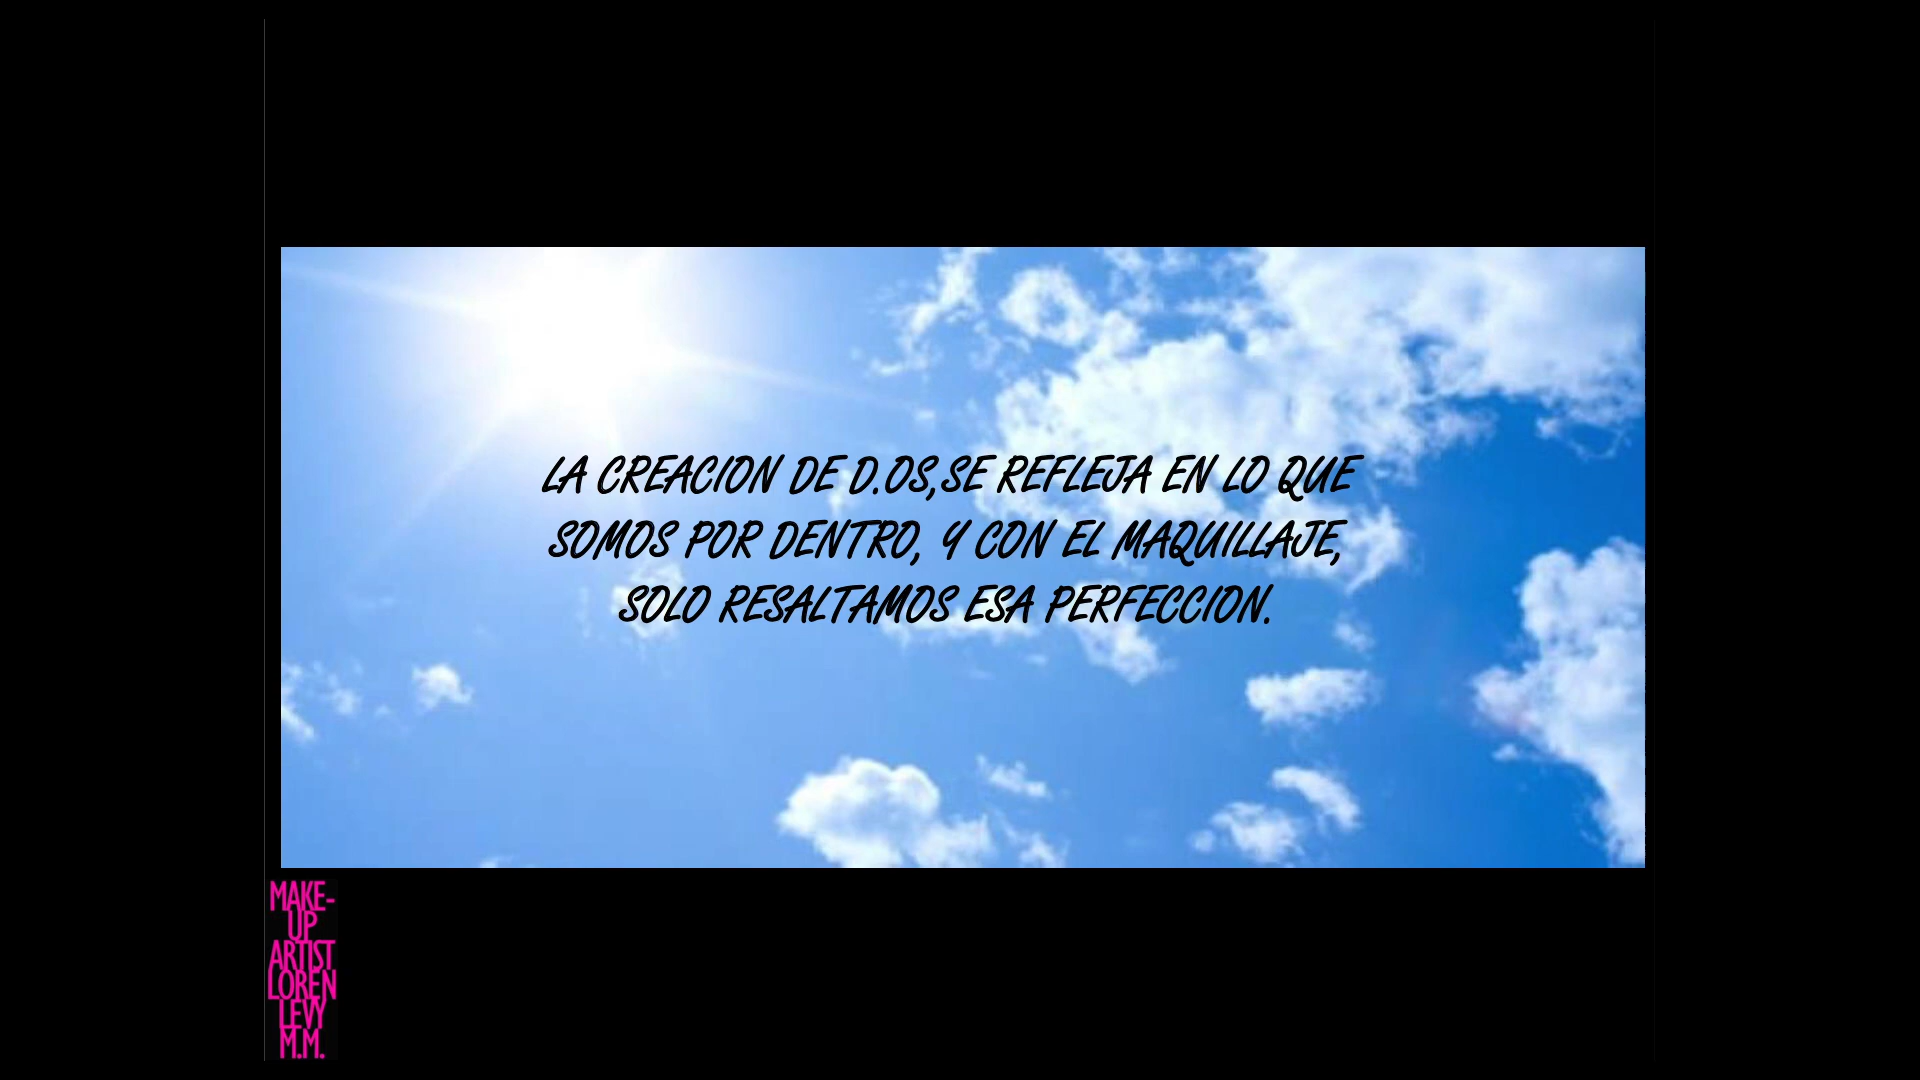 LA CREACION DE D.OS,SE REFLEJA EN LO QUE
SOMOS POR DENTRO, Y CON EL MAQUILLAJE,
SOLO RESALTAMOS ESA PERFECCION.
MAKE-
UP
ARTIST
LOREN
LEVY
M.M.